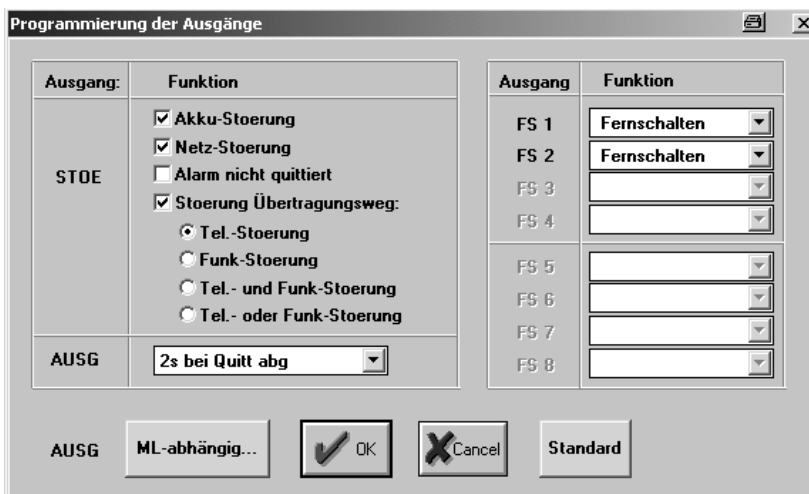 Programmierung der Ausgänge
Ausgang: Funktion
STOE
Akku-Stoerung
Netz-Stoerung
Alarm nicht quittiert
Stoerung Übertragungsweg:
Tel.-Stoerung
Funk-Stoerung
Tel.- und Funk-Stoerung
Tel.- oder Funk-Stoerung
AUSG 2s bei Quitt abg
Ausgang Funktion
FS 1 Fernschalten
FS 2 Fernschalten
FS 3
FS 4
FS 5
FS 6
FS 7
FS 8
AUSG ML-abhängig... OK Cancel Standard